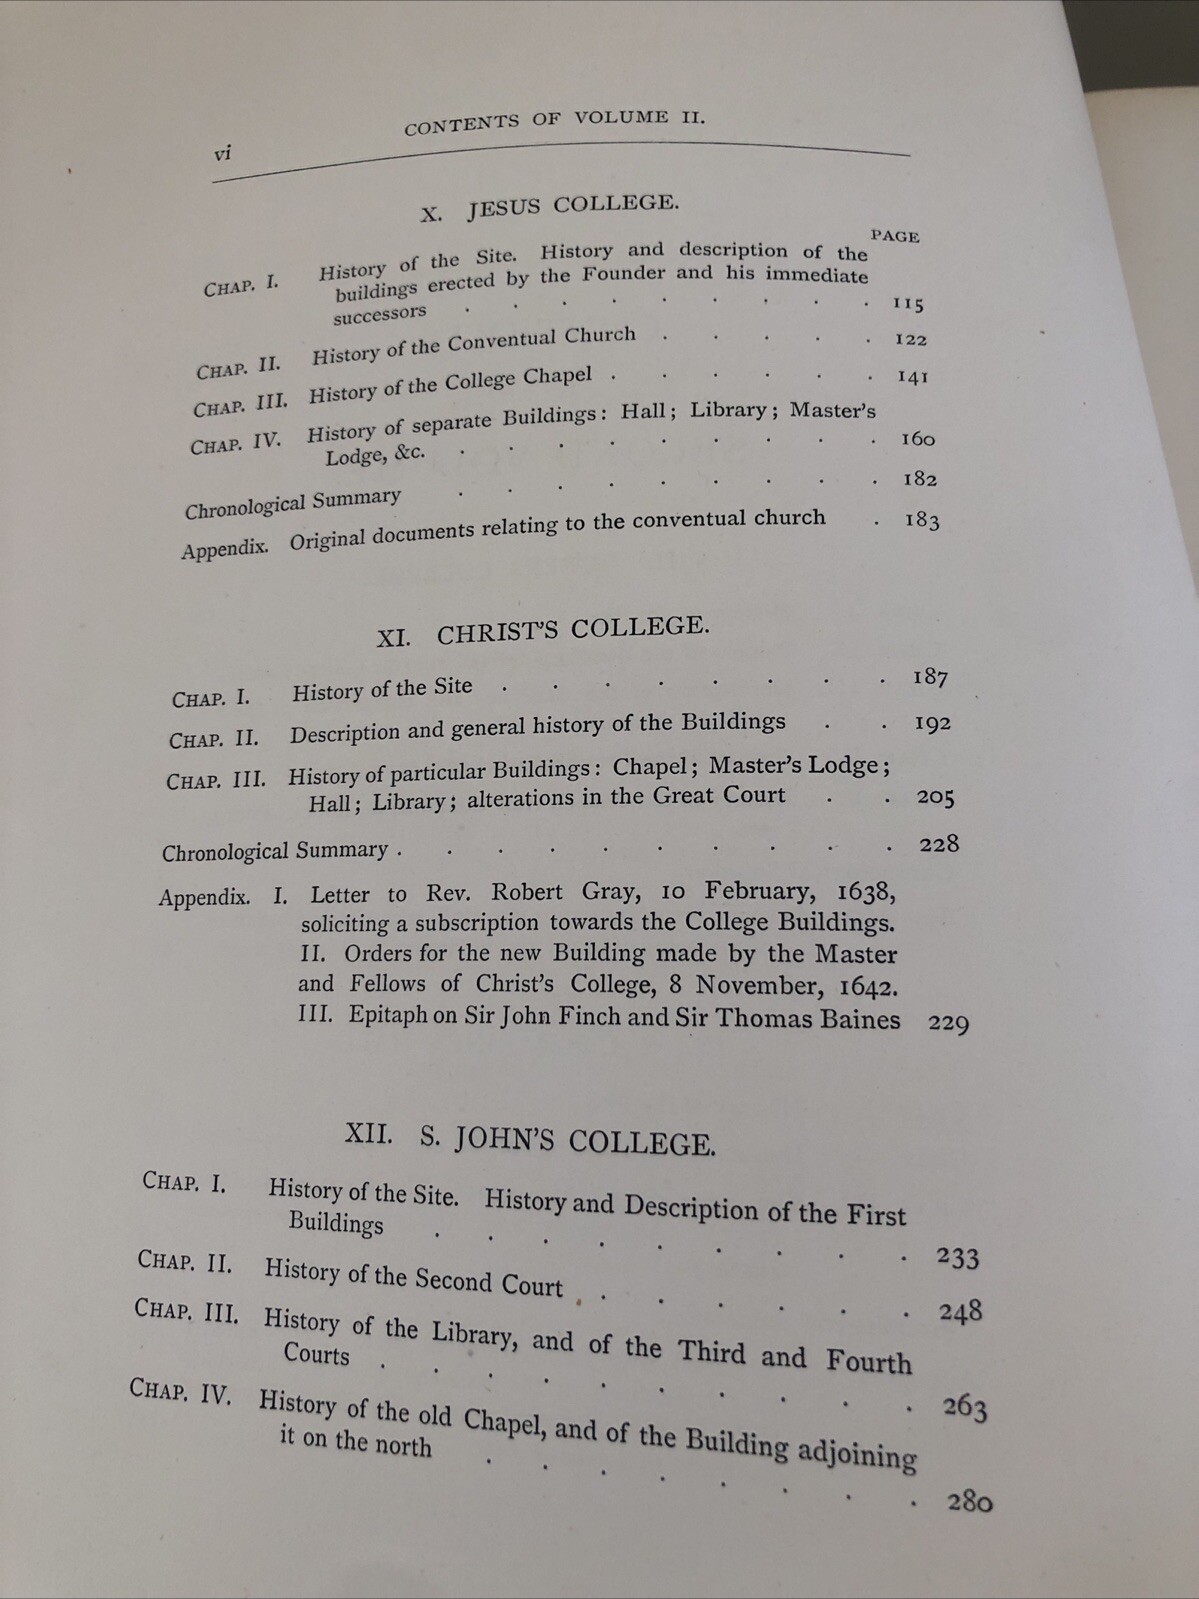 CONTENTS OF VOLUME II.
vi
X. JESUS COLLEGE.
PAGE
CHAP. I. History of the Site. History and description of the
buildings erected by the Founder and his immediate
successors . . . . . . . . . 115
CHAP. II. History of the Conventual Church . . . . . 122
CHAP. III. History of the College Chapel . . . . . . 141
CHAP. IV. History of separate Buildings: Hall; Library; Master's
Lodge, &c. . . . . . . . . . 160
Chronological Summary . . . . . . . . . 182
Appendix. Original documents relating to the conventual church . 183
XI. CHRIST'S COLLEGE.
CHAP. I. History of the Site . . . . . . . . 187
CHAP. II. Description and general history of the Buildings . . 192
CHAP. III. History of particular Buildings: Chapel; Master's Lodge;
Hall; Library; alterations in the Great Court . . 205
Chronological Summary . . . . . . . . . . 228
Appendix. I. Letter to Rev. Robert Gray, 10 February, 1638,
soliciting a subscription towards the College Buildings.
II. Orders for the new Building made by the Master
and Fellows of Christ's College, 8 November, 1642.
III. Epitaph on Sir John Finch and Sir Thomas Baines 229
XII. S. JOHN'S COLLEGE.
CHAP. I. History of the Site. History and Description of the First
Buildings . . . . . . . . . 233
CHAP. II. History of the Second Court . . . . . . 248
CHAP. III. History of the Library, and of the Third and Fourth
Courts . . . . . . . . . . 263
CHAP. IV. History of the old Chapel, and of the Building adjoining
it on the north . . . . . . . . 280